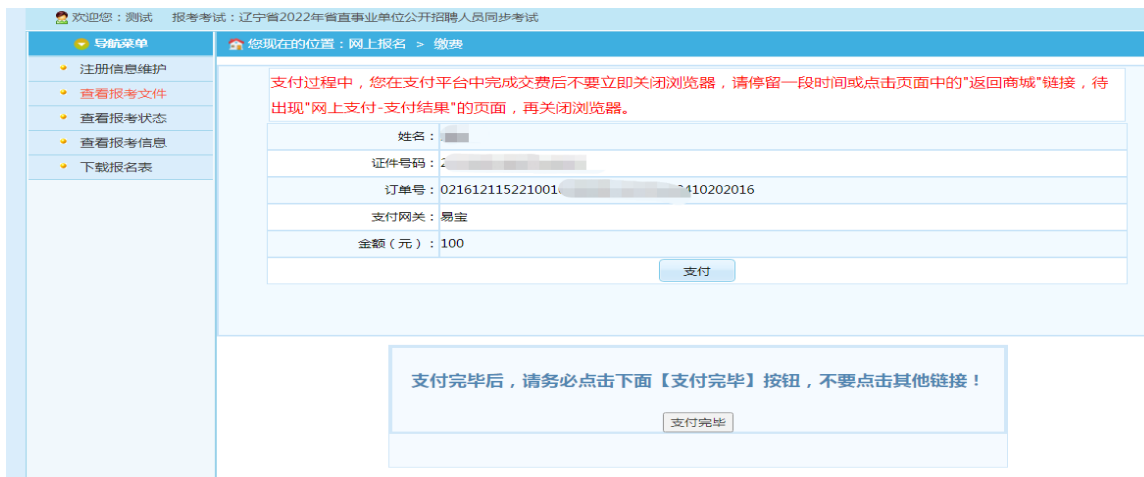 欢迎您：测试 报考考试：辽宁省2022年省直事业单位公开招聘人员同步考试
导航菜单
注册信息维护
查看报考文件
查看报考状态
查看报考信息
下载报名表
您现在的位置：网上报名 > 缴费
支付过程中，您在支付平台中完成交费后不要立即关闭浏览器，请停留一段时间或点击页面中的"返回商城"链接，待
出现"网上支付-支付结果"的页面，再关闭浏览器。
姓名：
证件号码：2
订单号：021612115221001 410202016
支付网关：易宝
金额（元）：100
支付
支付完毕后，请务必点击下面【支付完毕】按钮，不要点击其他链接！
支付完毕